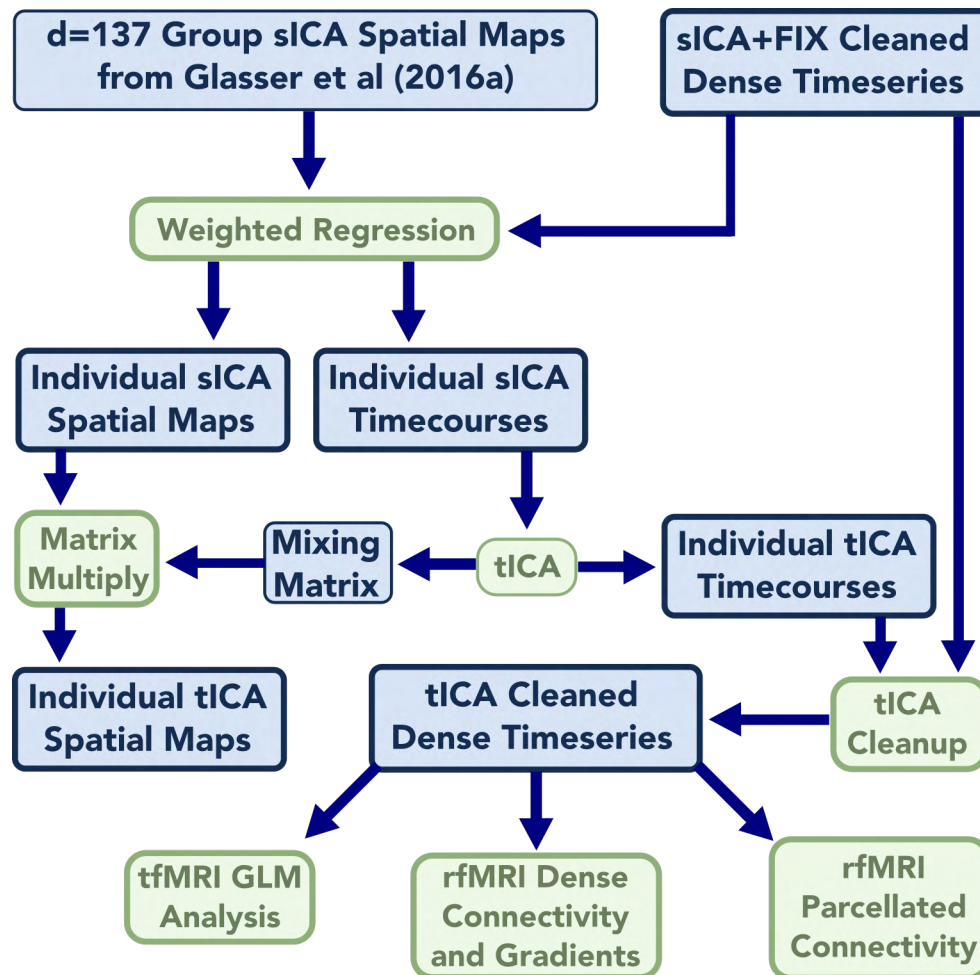 d=137 Group sICA Spatial Maps
from Glasser et al (2016a)
sICA+FIX Cleaned
Dense Timeseries
Weighted Regression
Individual sICA
Spatial Maps
Individual sICA
Timecourses
Matrix
Multiply
Mixing
Matrix
tICA
Individual tICA
Timecourses
Individual tICA
Spatial Maps
tICA Cleaned
Dense Timeseries
tICA
Cleanup
tfMRI GLM
Analysis
rfMRI Dense
Connectivity
and Gradients
rfMRI
Parcellated
Connectivity